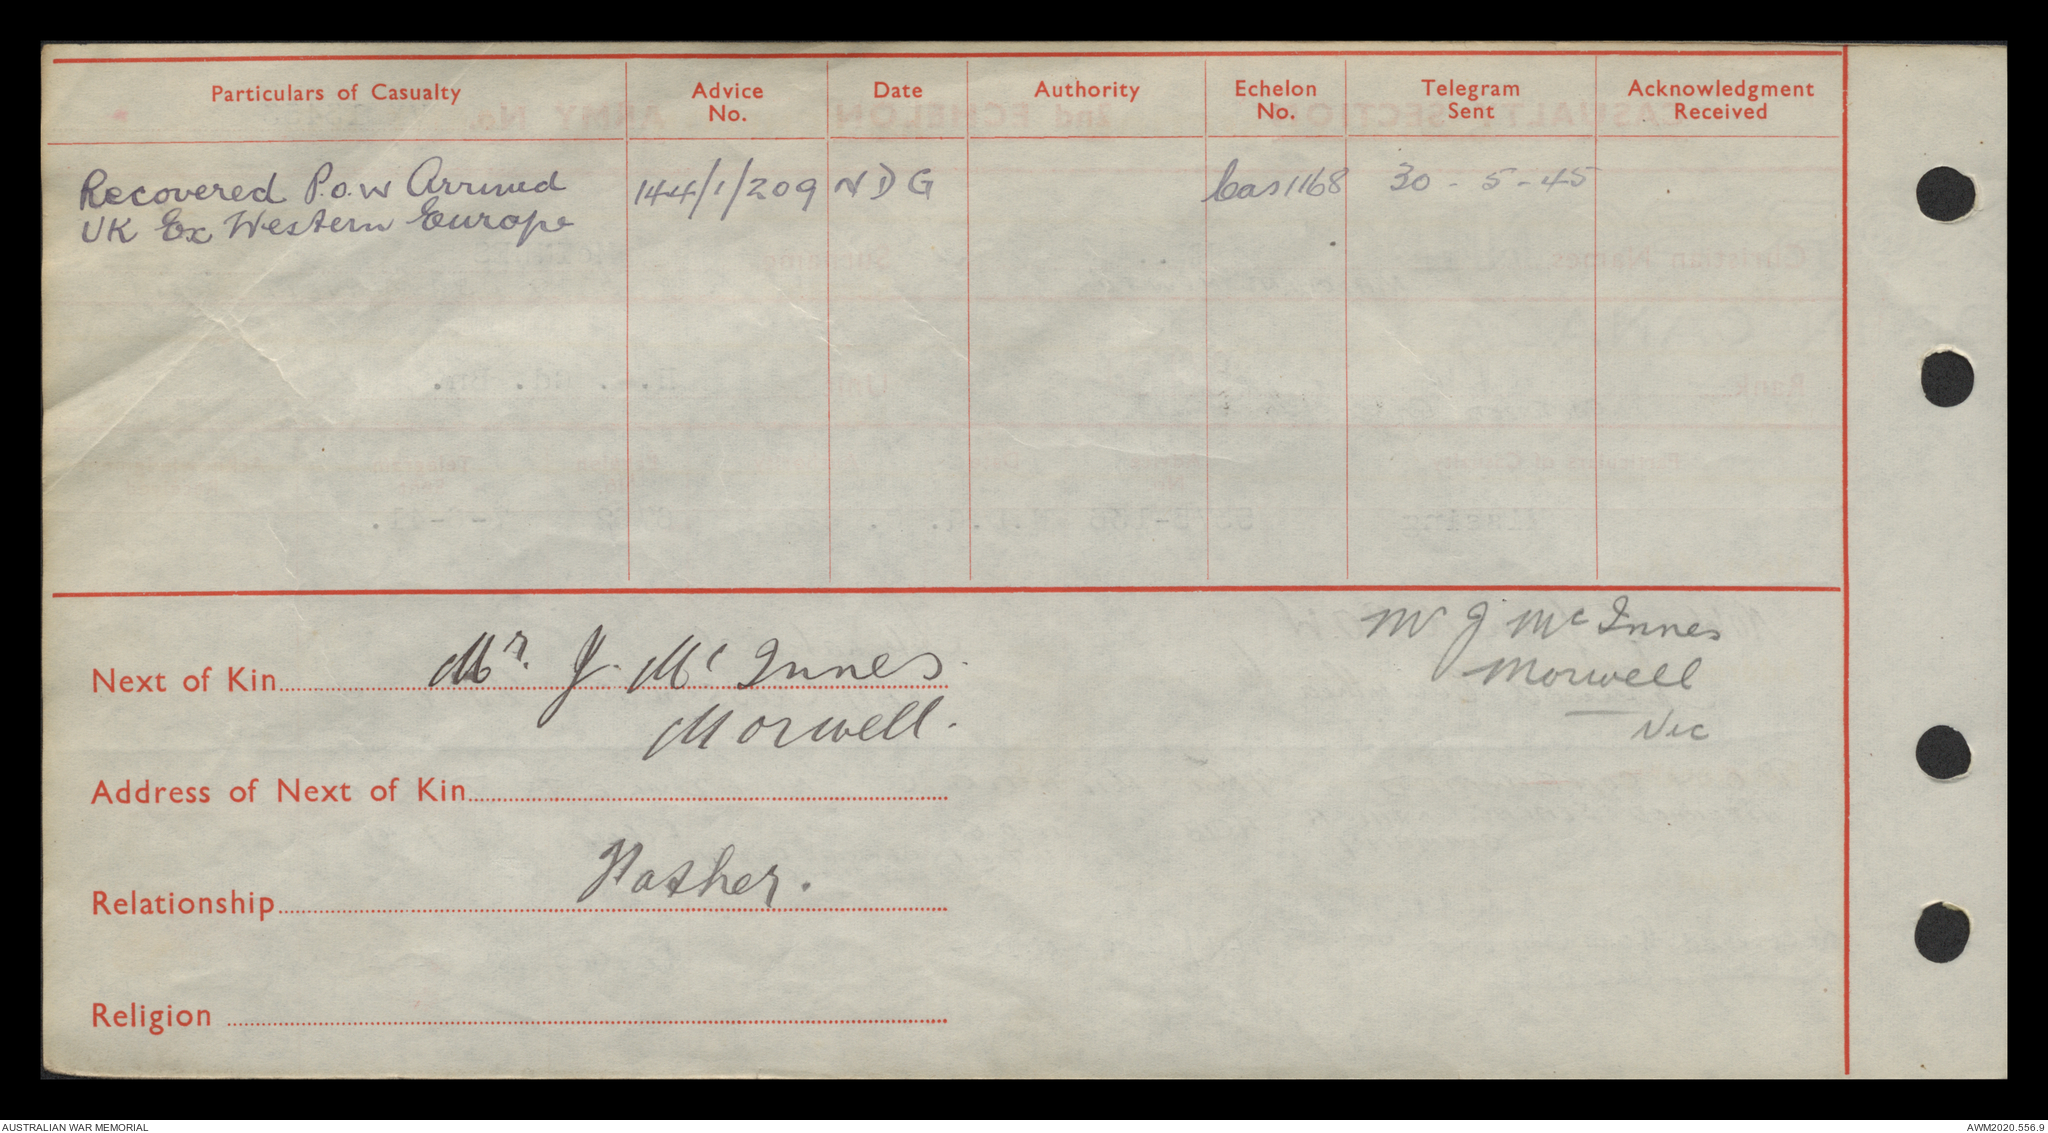 Particulars of Casualty Advice No. Date Authority Echelon No. Telegram Sent Acknowledgment Received
Recovered P.O.W Arrived 144/1/209 N D G Cas 1168 30-5-45
UK Ex Western Europe
Mr J McInnes
Morwell
Vic
Next of Kin Mr. J. McInnes.
Morwell.
Address of Next of Kin
Relationship Father.
Religion
AUSTRALIAN WAR MEMORIAL
AWM2020.556.9